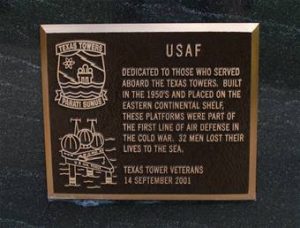 TEXAS TOWERS
PARATI SUMUS
USAF
DEDICATED TO THOSE WHO SERVED
ABOARD THE TEXAS TOWERS. BUILT
IN THE 1950'S AND PLACED ON THE
EASTERN CONTINENTAL SHELF,
THESE PLATFORMS WERE PART OF
THE FIRST LINE OF AIR DEFENSE IN
THE COLD WAR. 32 MEN LOST THEIR
LIVES TO THE SEA.
TEXAS TOWER VETERANS
14 SEPTEMBER 2001